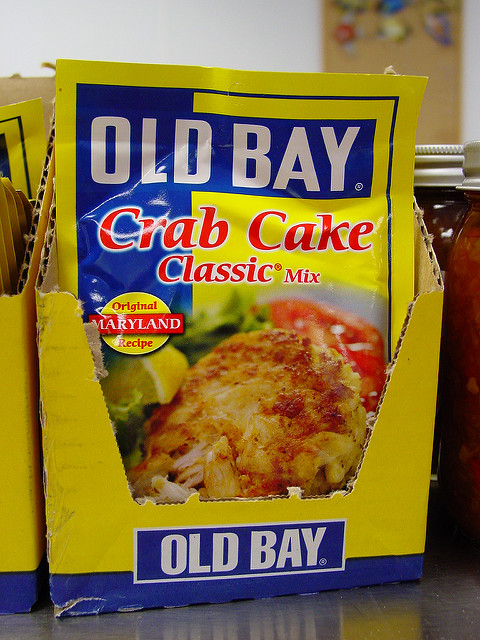 OLD BAY®
Crab Cake
Classic® Mix
Original
MARYLAND
Recipe
OLD BAY®